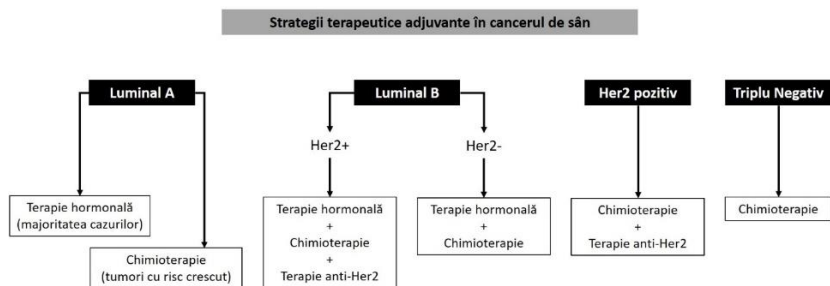 Strategii terapeutice adjuvante în cancerul de sân
Luminal A
Luminal B
Her2 pozitiv
Triplu Negativ
Her2+
Her2-
Terapie hormonală
(majoritatea cazurilor)
Chimioterapie
(tumori cu risc crescut)
Terapie hormonală
+
Chimioterapie
+
Terapie anti-Her2
Terapie hormonală
+
Chimioterapie
Chimioterapie
+
Terapie anti-Her2
Chimioterapie